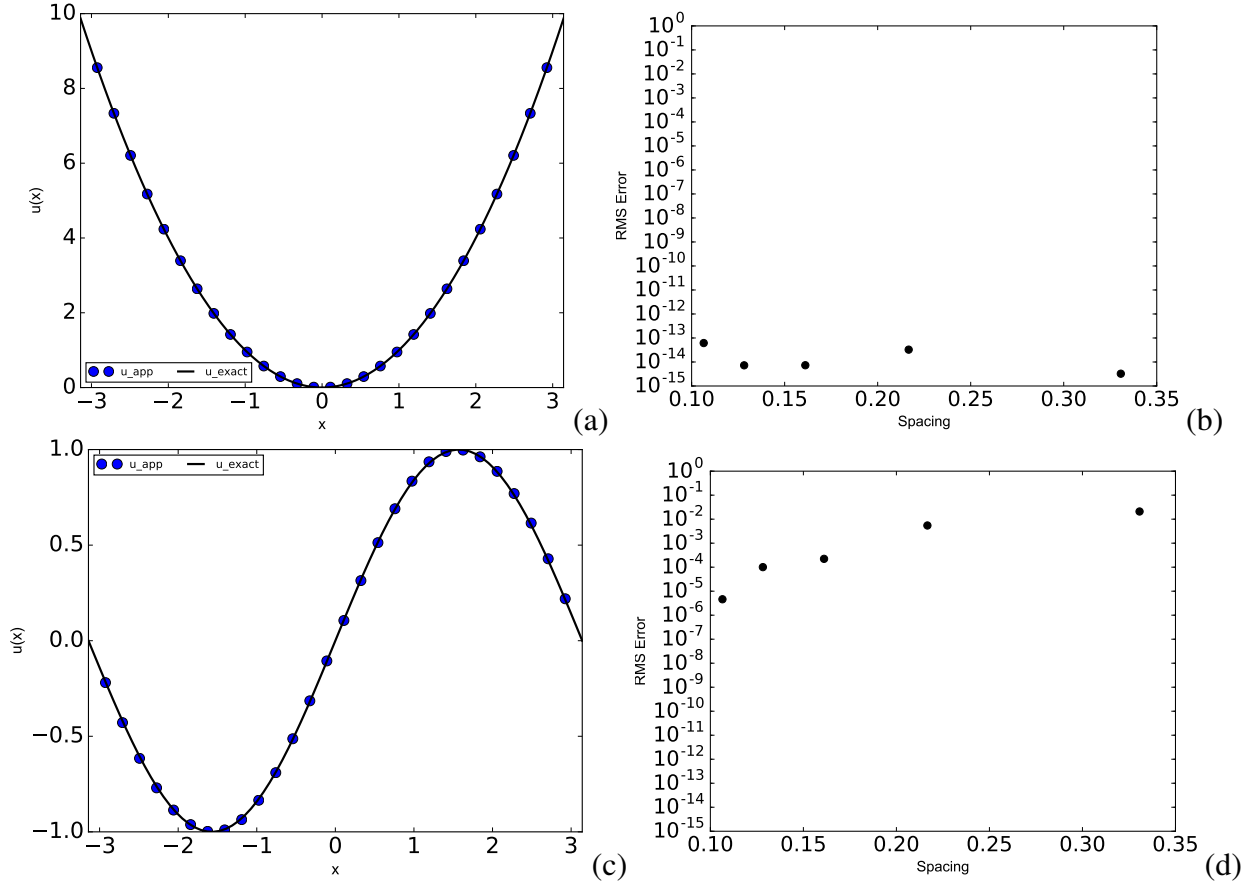 10
8
6
4
2
0
u(x)
u_app u_exact
−3 −2 −1 0 1 2 3
x
(a)
10^0
10^-1
10^-2
10^-3
10^-4
10^-5
10^-6
10^-7
10^-8
10^-9
10^-10
10^-11
10^-12
10^-13
10^-14
10^-15
RMS Error
0.10 0.15 0.20 0.25 0.30 0.35
Spacing
(b)
1.0
0.5
0.0
−0.5
−1.0
u(x)
u_app u_exact
−3 −2 −1 0 1 2 3
x
(c)
10^0
10^-1
10^-2
10^-3
10^-4
10^-5
10^-6
10^-7
10^-8
10^-9
10^-10
10^-11
10^-12
10^-13
10^-14
10^-15
RMS Error
0.10 0.15 0.20 0.25 0.30 0.35
Spacing
(d)